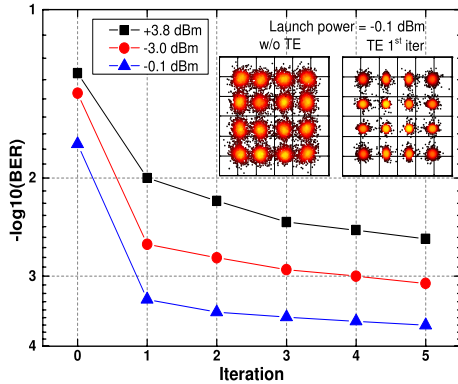 +3.8 dBm
-3.0 dBm
-0.1 dBm
Launch power = -0.1 dBm
w/o TE
TE 1st iter
-log10(BER)
1
2
3
4
0 1 2 3 4 5
Iteration